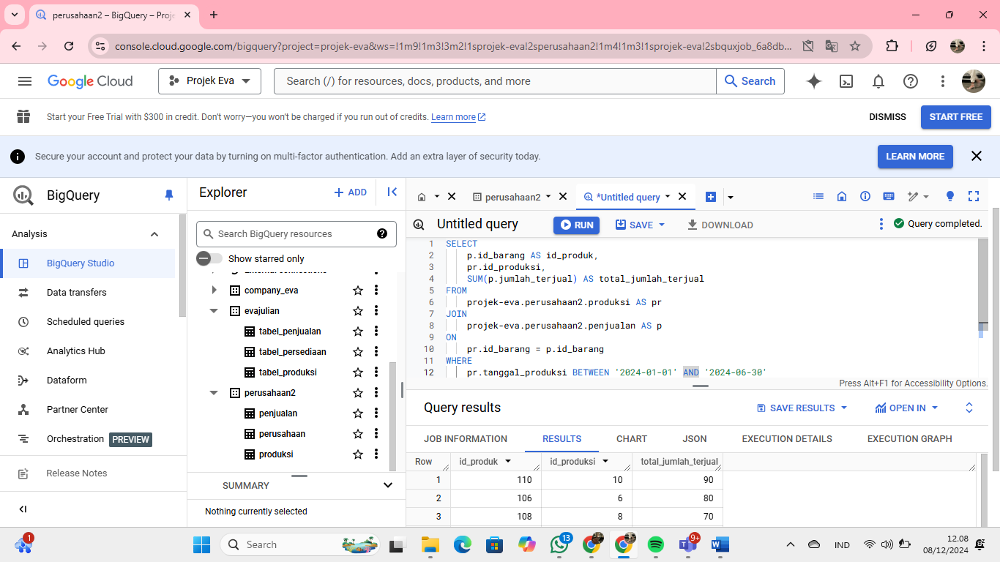 perusahaan2 – BigQuery – Proje
console.cloud.google.com/bigquery?project=projek-eva&ws=!1m9!1m3!3m2!1sprojek-eva!2sperusahaan2!1m4!1m3!1sprojek-eva!2sbquxjob_6a8db...
Google Cloud
Projek Eva
Search (/) for resources, docs, products, and more
Search
Start your Free Trial with $300 in credit. Don't worry—you won't be charged if you run out of credits. Learn more
DISMISS
START FREE
Secure your account and protect your data by turning on multi-factor authentication. Add an extra layer of security today.
LEARN MORE
BigQuery
Analysis
BigQuery Studio
Data transfers
Scheduled queries
Analytics Hub
Dataform
Partner Center
Orchestration PREVIEW
Release Notes
Explorer
+ ADD
Search BigQuery resources
Show starred only
External connections
company_eva
evajulian
tabel_penjualan
tabel_persediaan
tabel_produksi
perusahaan2
penjualan
perusahaan
produksi
SUMMARY
Nothing currently selected
perusahaan2
*Untitled query
Untitled query
RUN
SAVE
DOWNLOAD
Query completed.
1 SELECT
2 p.id_barang AS id_produk,
3 pr.id_produksi,
4 SUM(p.jumlah_terjual) AS total_jumlah_terjual
5 FROM
6 projek-eva.perusahaan2.produksi AS pr
7 JOIN
8 projek-eva.perusahaan2.penjualan AS p
9 ON
10 pr.id_barang = p.id_barang
11 WHERE
12 pr.tanggal_produksi BETWEEN '2024-01-01' AND '2024-06-30'
Press Alt+F1 for Accessibility Options.
Query results
SAVE RESULTS
OPEN IN
JOB INFORMATION
RESULTS
CHART
JSON
EXECUTION DETAILS
EXECUTION GRAPH
Row id_produk id_produksi total_jumlah_terjual
1 110 10 90
2 106 6 80
3 108 8 70
1
Search
13
9+
IND
12.08
08/12/2024